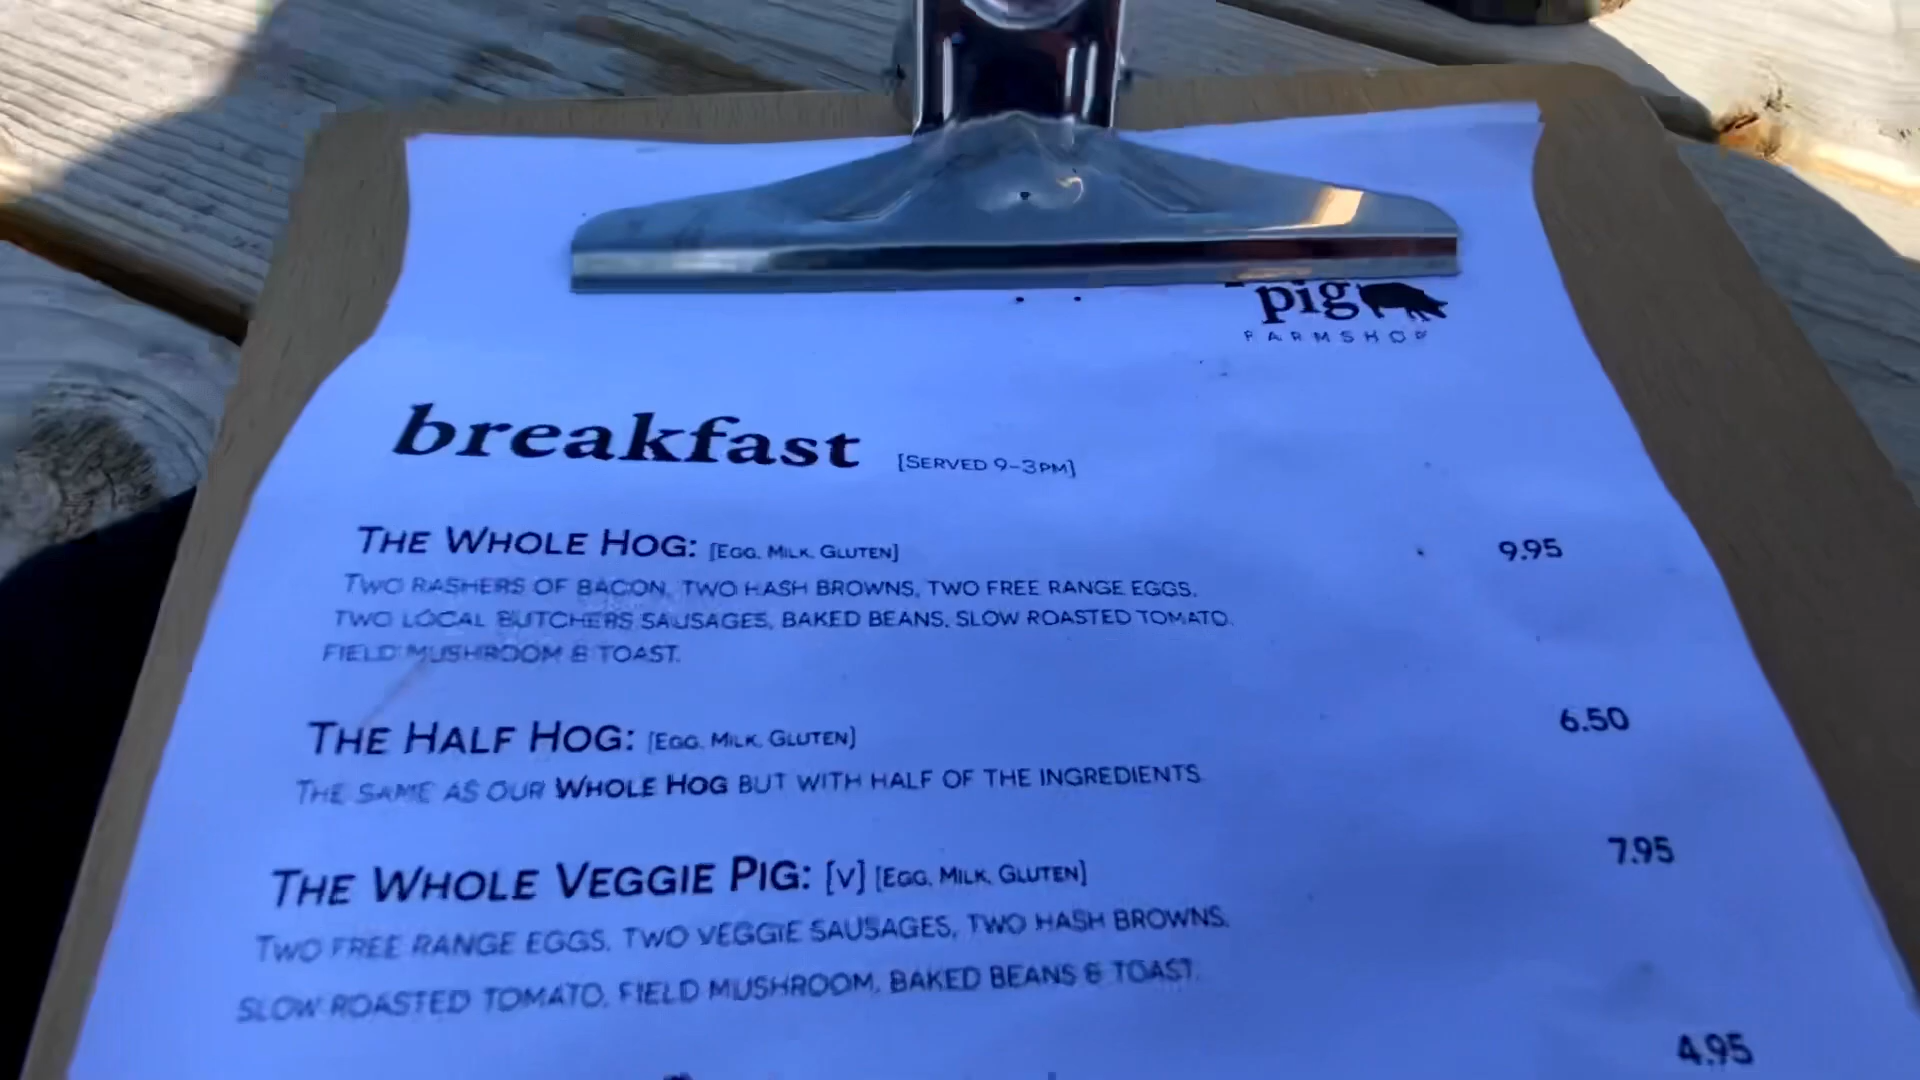 pig
FARMSHOP
breakfast [SERVED 9-3PM]
THE WHOLE HOG: [EGG, MILK, GLUTEN] 9.95
TWO RASHERS OF BACON, TWO HASH BROWNS, TWO FREE RANGE EGGS,
TWO LOCAL BUTCHERS SAUSAGES, BAKED BEANS, SLOW ROASTED TOMATO,
FIELD MUSHROOM & TOAST.
THE HALF HOG: [EGG, MILK, GLUTEN] 6.50
THE SAME AS OUR WHOLE HOG BUT WITH HALF OF THE INGREDIENTS
THE WHOLE VEGGIE PIG: [V] [EGG, MILK, GLUTEN] 7.95
TWO FREE RANGE EGGS, TWO VEGGIE SAUSAGES, TWO HASH BROWNS,
SLOW ROASTED TOMATO, FIELD MUSHROOM, BAKED BEANS & TOAST.
4.95